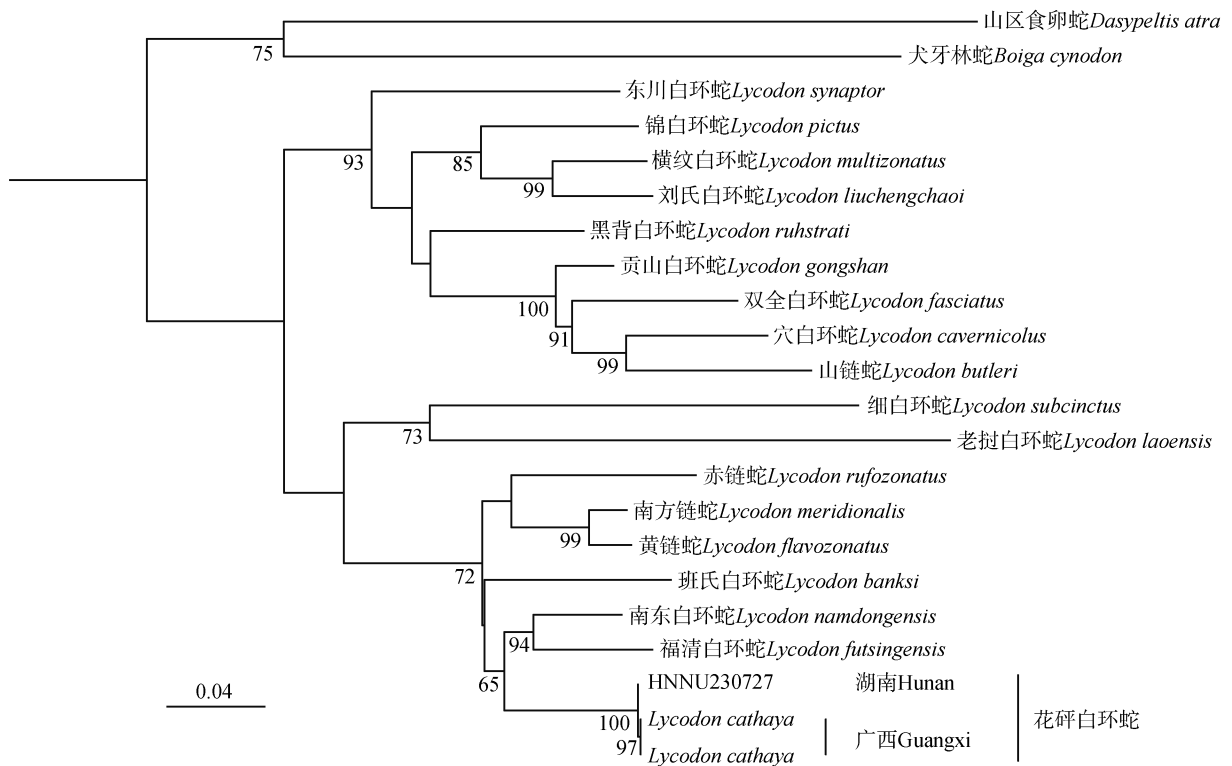 山区食卵蛇Dasypeltis atra
75
犬牙林蛇Boiga cynodon
东川白环蛇Lycodon synaptor
锦白环蛇Lycodon pictus
93
85
横纹白环蛇Lycodon multizonatus
99
刘氏白环蛇Lycodon liuchengchaoi
黑背白环蛇Lycodon ruhstrati
贡山白环蛇Lycodon gongshan
双全白环蛇Lycodon fasciatus
100
91
穴白环蛇Lycodon cavernicolus
99
山链蛇Lycodon butleri
细白环蛇Lycodon subcinctus
73
老挝白环蛇Lycodon laoensis
赤链蛇Lycodon rufozonatus
南方链蛇Lycodon meridionalis
99
黄链蛇Lycodon flavozonatus
72
班氏白环蛇Lycodon banksi
南东白环蛇Lycodon namdongensis
94
福清白环蛇Lycodon futsingensis
65
HNNU230727 湖南Hunan
0.04
100
Lycodon cathaya
花砰白环蛇
广西Guangxi
97
Lycodon cathaya